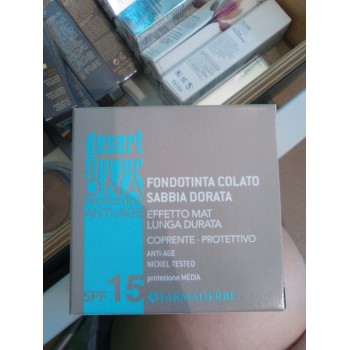 desert
flower
DNA
ANTI-AGE
SPF 15
FONDOTINTA COLATO
SABBIA DORATA
EFFETTO MAT
LUNGA DURATA
COPRENTE - PROTETTIVO
ANTI-AGE
NICKEL TESTED
protezione MEDIA
FARMADERBE